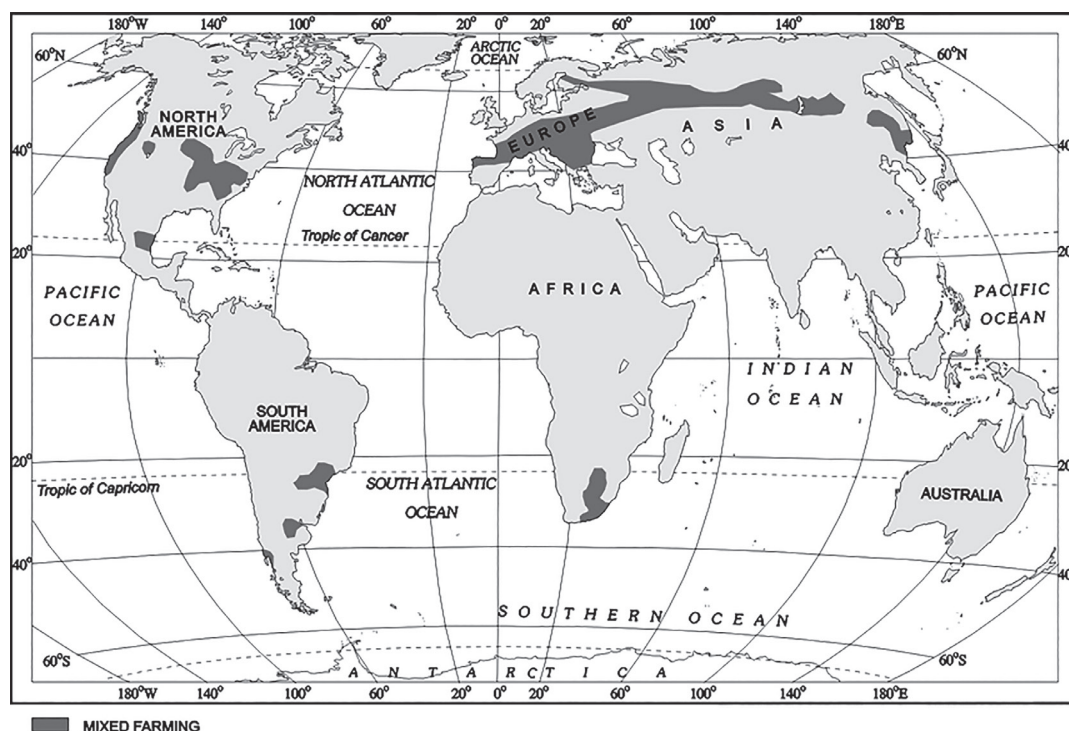 180°W 140° 100° 60° 20° 0° 20° 60° 100° 140° 180°E
60°N
60°
ARCTIC
OCEAN
NORTH
AMERICA
EUROPE
ASIA
40°
40
NORTH ATLANTIC
OCEAN
Tropic of Cancer
20°
20
PACIFIC
OCEAN
AFRICA
PACIFIC
OCEAN
INDIAN
OCEAN
SOUTH
AMERICA
20°
20
Tropic of Capricorn
SOUTH ATLANTIC
OCEAN
AUSTRALIA
40°
40
SOUTHERN OCEAN
60°S
60°
ANTARCTICA
180°W 140° 100° 60° 20° 0° 20° 60° 100° 140° 180°E
MIXED FARMING